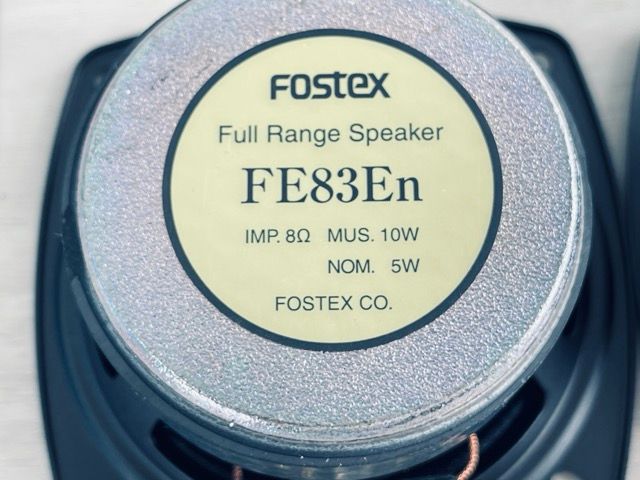 FOSTEX
Full Range Speaker
FE83En
IMP. 8Ω MUS. 10W
NOM. 5W
FOSTEX CO.